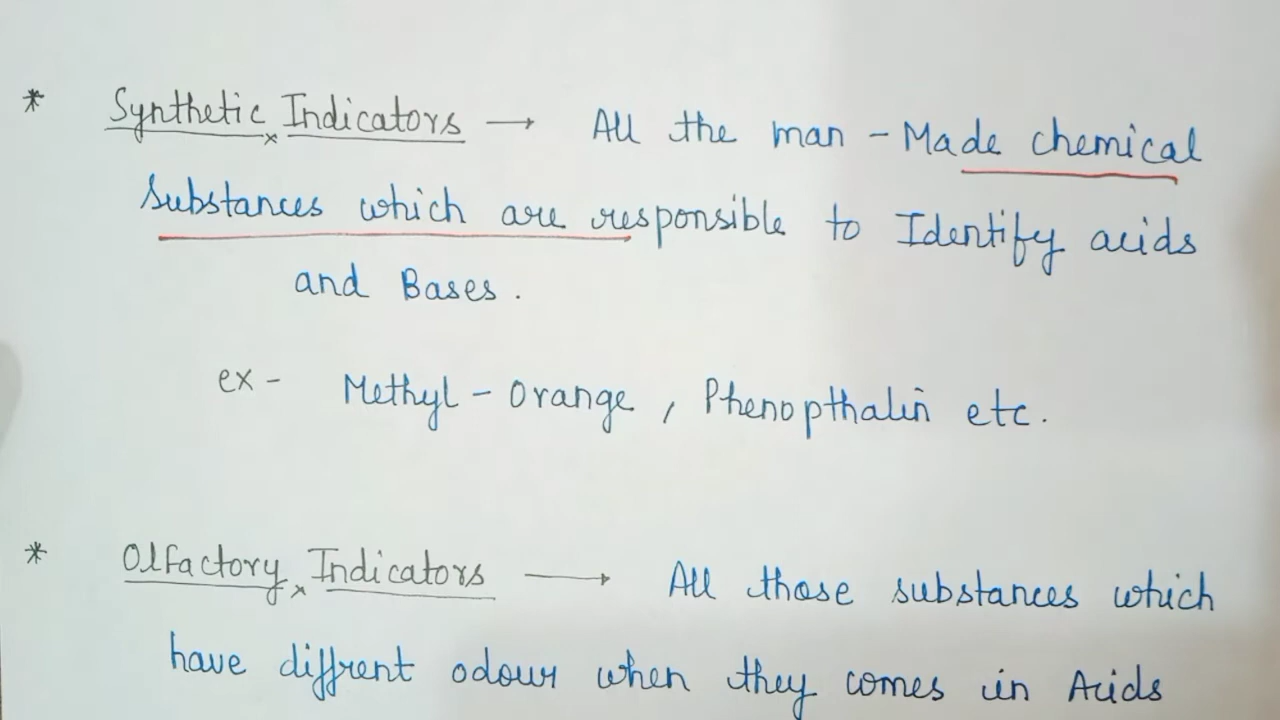 * Synthetic Indicators → All the man - Made chemical
substances which are responsible to Identify acids
and Bases.
ex - Methyl - Orange, Phenopthalin etc.
* Olfactory Indicators → All those substances which
have diffrent odour when they comes in Acids